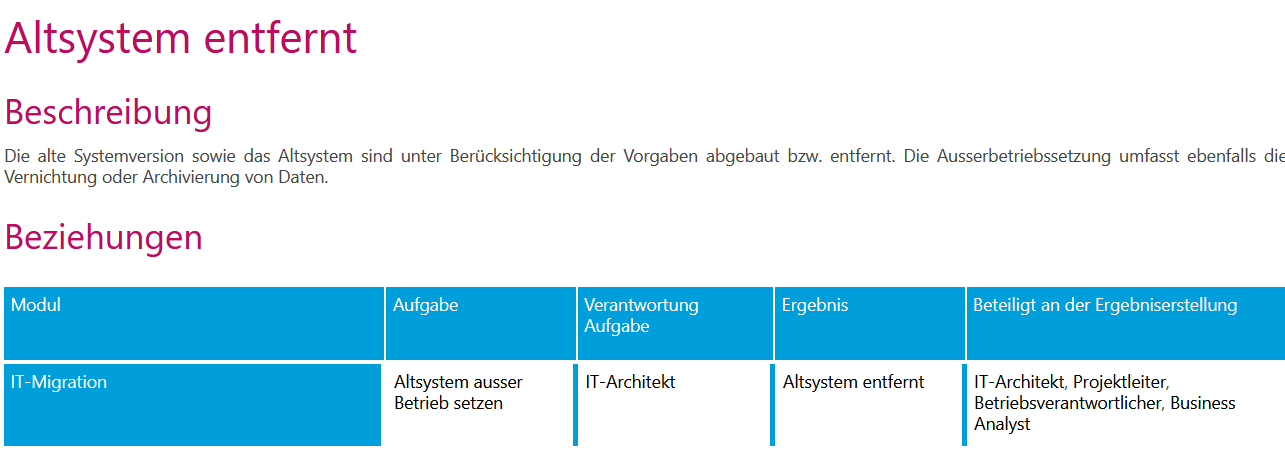 Altsystem entfernt
Beschreibung
Die alte Systemversion sowie das Altsystem sind unter Berücksichtigung der Vorgaben abgebaut bzw. entfernt. Die Ausserbetriebssetzung umfasst ebenfalls die
Vernichtung oder Archivierung von Daten.
Beziehungen
Modul
Aufgabe
Verantwortung
Aufgabe
Ergebnis
Beteiligt an der Ergebniserstellung
IT-Migration
Altsystem ausser
Betrieb setzen
IT-Architekt
Altsystem entfernt
IT-Architekt, Projektleiter,
Betriebsverantwortlicher, Business
Analyst